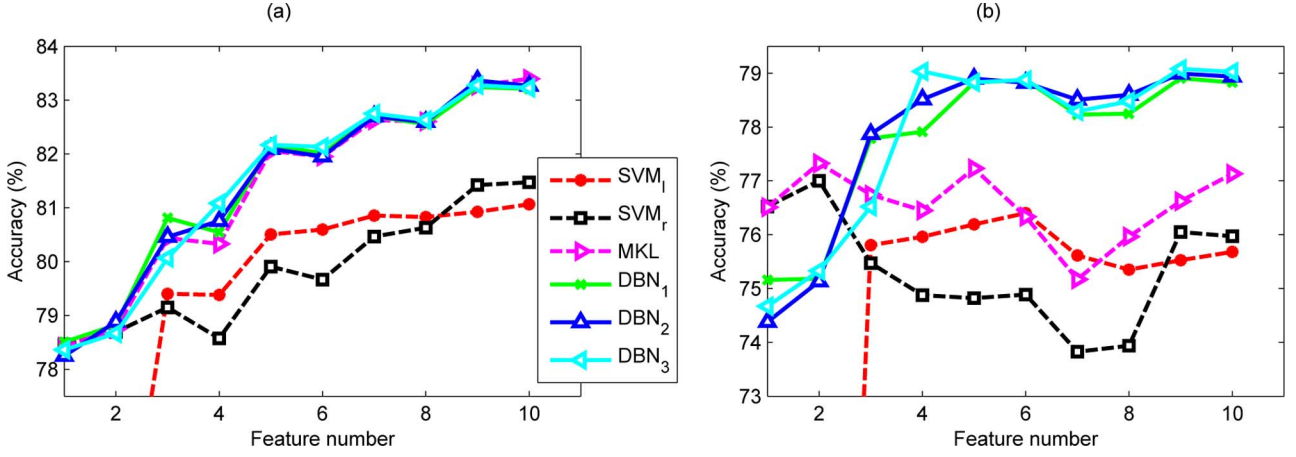 (a)
(b)
Accuracy (%)
84
83
82
81
80
79
78
2
4
6
8
10
Feature number
SVM_l
SVM_r
MKL
DBN_1
DBN_2
DBN_3
Accuracy (%)
79
78
77
76
75
74
73
2
4
6
8
10
Feature number